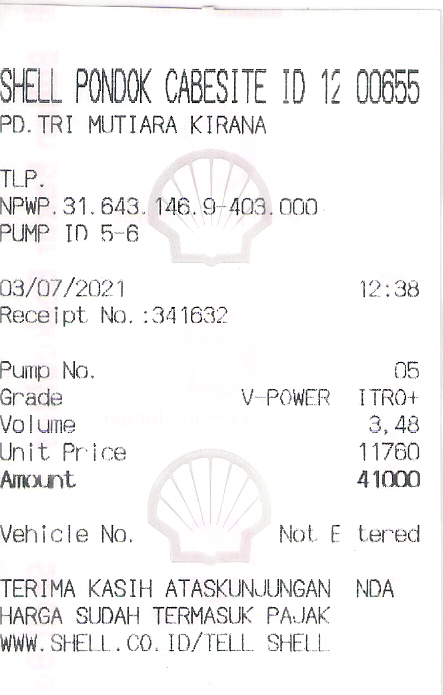 SHELL PONDOK CABESITE ID 12 00655
PD.TRI MUTIARA KIRANA
TLP.
NPWP.31.643.146.9-403.000
PUMP ID 5-6
03/07/2021 12:38
Receipt No.:341632
Pump No. 05
Grade V-POWER ITRO+
Volume 3,48
Unit Price 11760
Amount 41000
Vehicle No. Not E tered
TERIMA KASIH ATASKUNJUNGAN NDA
HARGA SUDAH TERMASUK PAJAK
WWW.SHELL.CO.ID/TELL SHELL